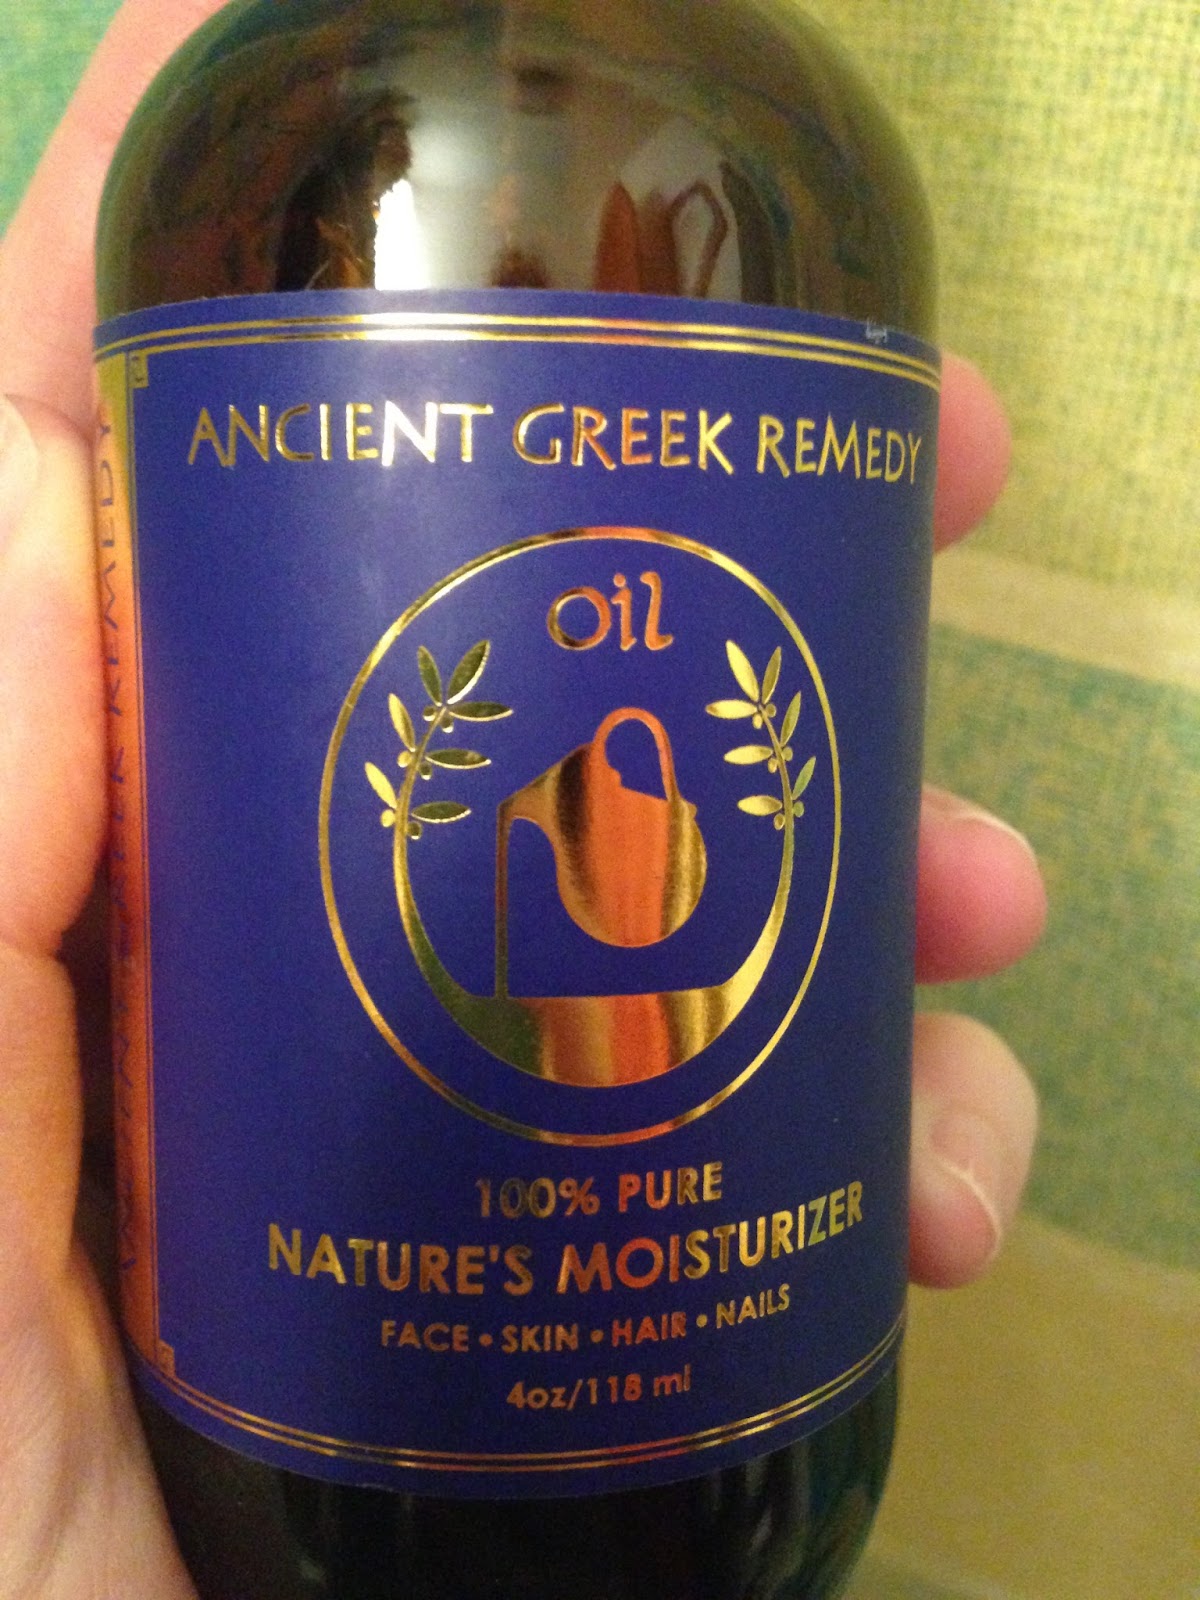 ANCIENT GREEK REMEDY
oil
100% PURE
NATURE'S MOISTURIZER
FACE • SKIN • HAIR • NAILS
4oz/118 ml